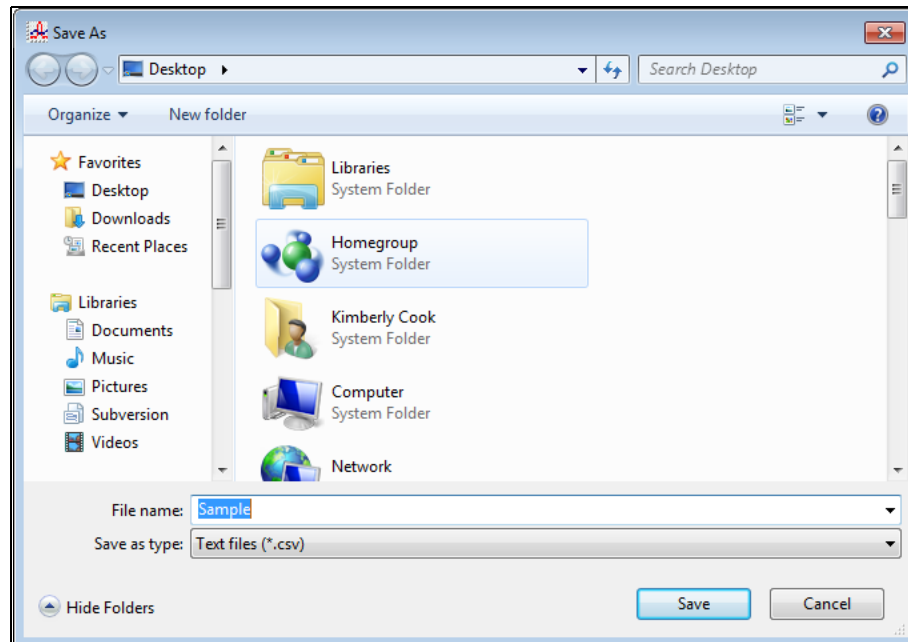 Save As
Desktop
Search Desktop
Organize
New folder
Favorites
Desktop
Downloads
Recent Places
Libraries
Documents
Music
Pictures
Subversion
Videos
Libraries
System Folder
Homegroup
System Folder
Kimberly Cook
System Folder
Computer
System Folder
Network
File name: Sample
Save as type: Text files (*.csv)
Hide Folders
Save
Cancel